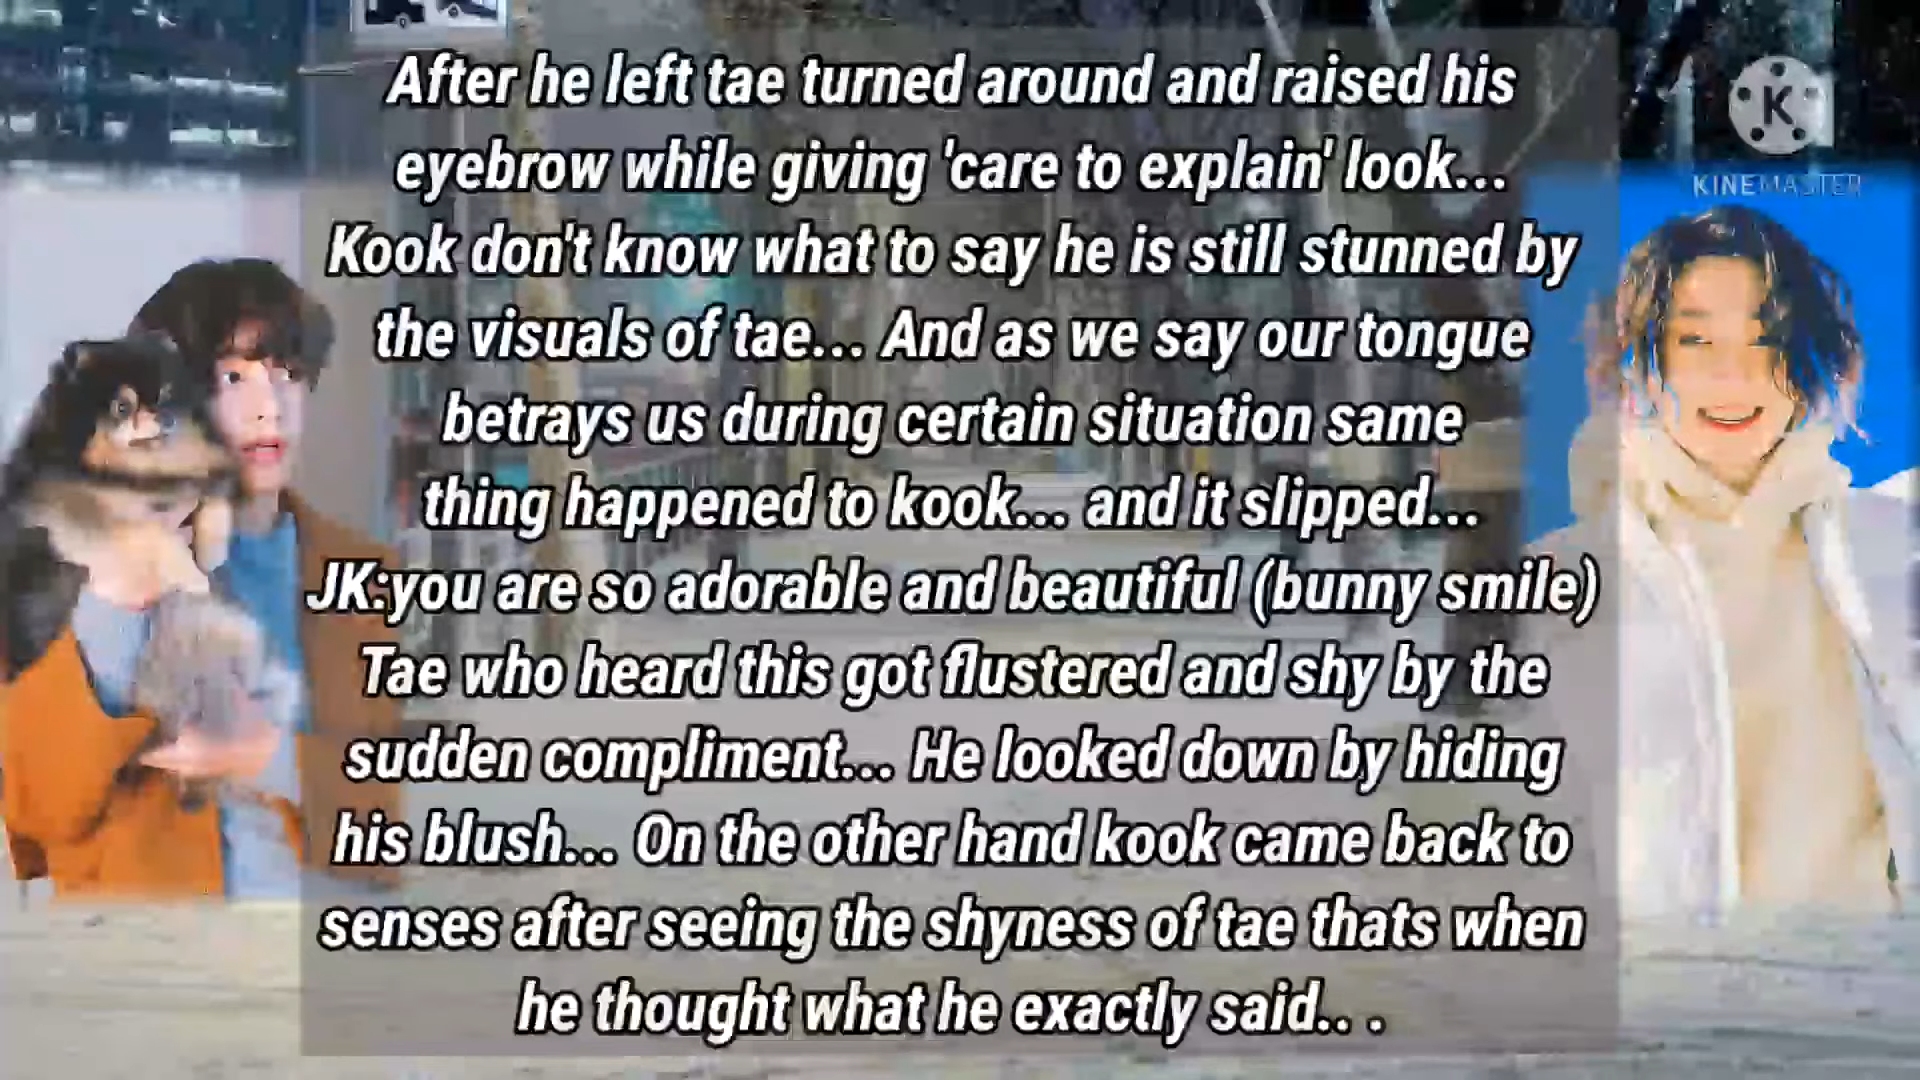 After he left tae turned around and raised his
eyebrow while giving 'care to explain' look...
Kook don't know what to say he is still stunned by
the visuals of tae... And as we say our tongue
betrays us during certain situation same
thing happened to kook... and it slipped...
JK:you are so adorable and beautiful (bunny smile)
Tae who heard this got flustered and shy by the
sudden compliment... He looked down by hiding
his blush... On the other hand kook came back to
senses after seeing the shyness of tae thats when
he thought what he exactly said.. .
K
KINEMASTER